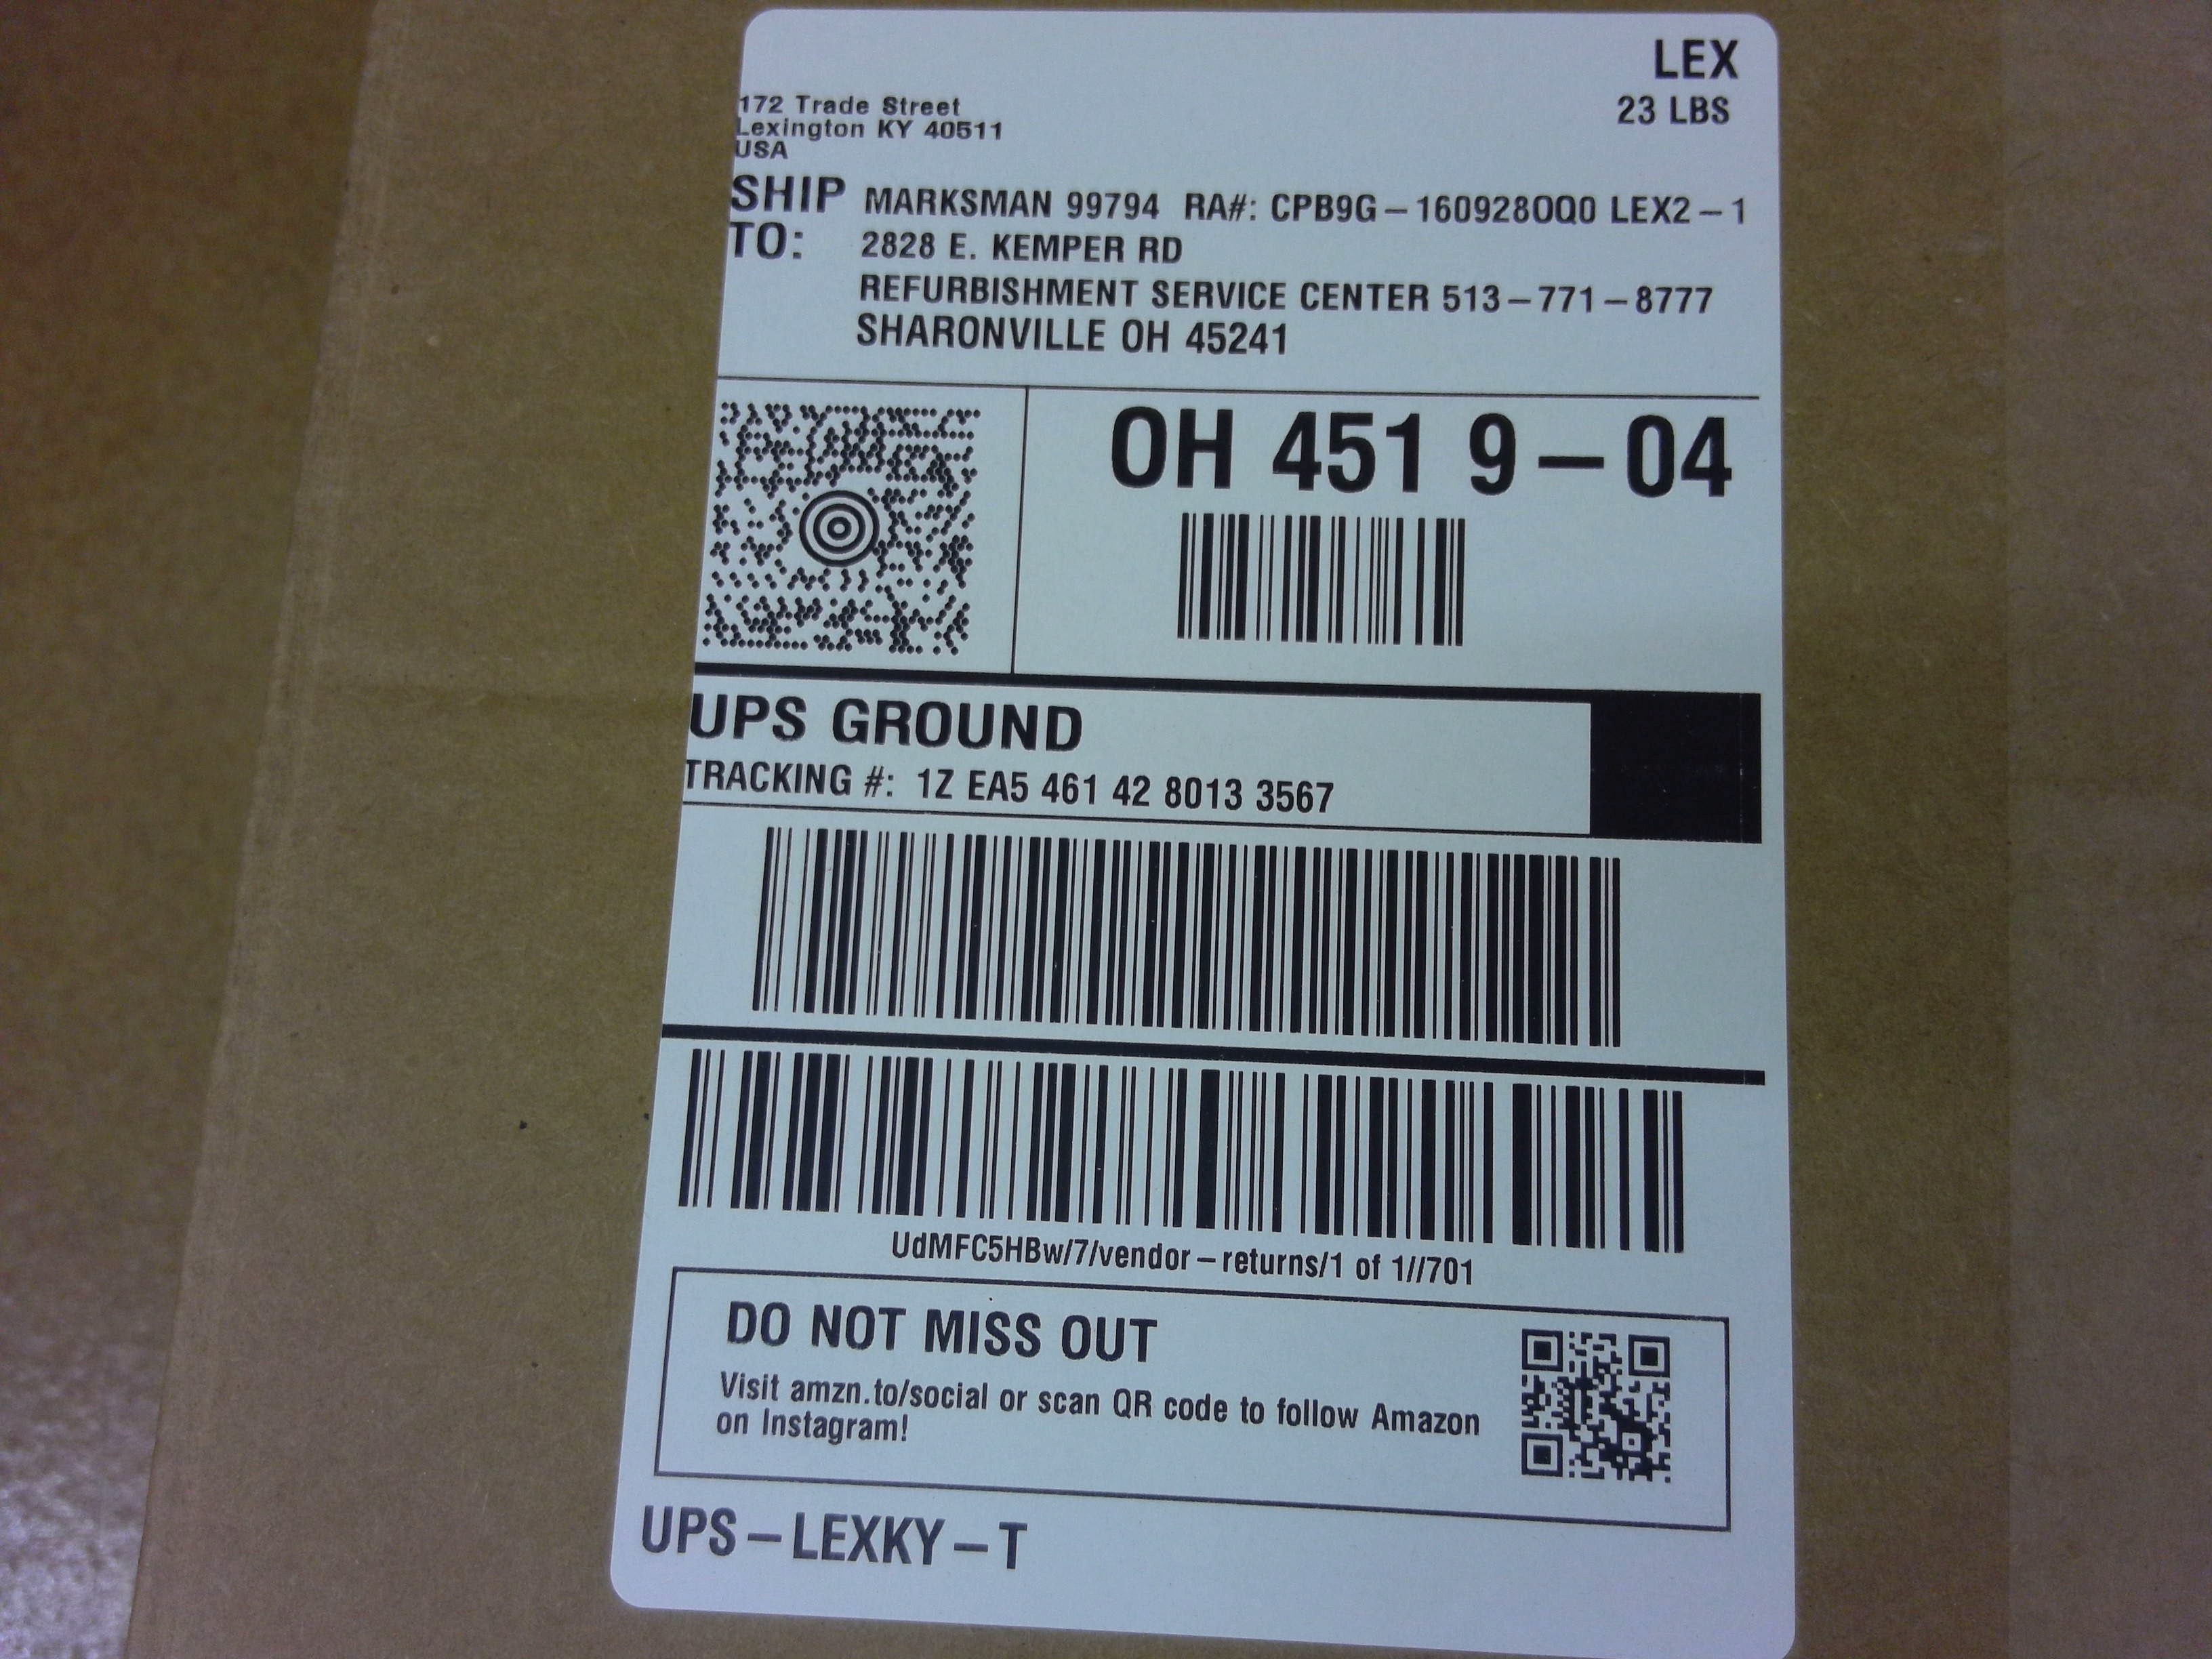 LEX
23 LBS
172 Trade Street
Lexington KY 40511
USA
SHIP TO:
MARKSMAN 99794 RA#: CPB9G-160928OQ0 LEX2-1
2828 E. KEMPER RD
REFURBISHMENT SERVICE CENTER 513-771-8777
SHARONVILLE OH 45241
OH 451 9-04
UPS GROUND
TRACKING #: 1Z EA5 461 42 8013 3567
UdMFC5HBw/7/vendor-returns/1 of 1//701
DO NOT MISS OUT
Visit amzn.to/social or scan QR code to follow Amazon
on Instagram!
UPS-LEXKY-T